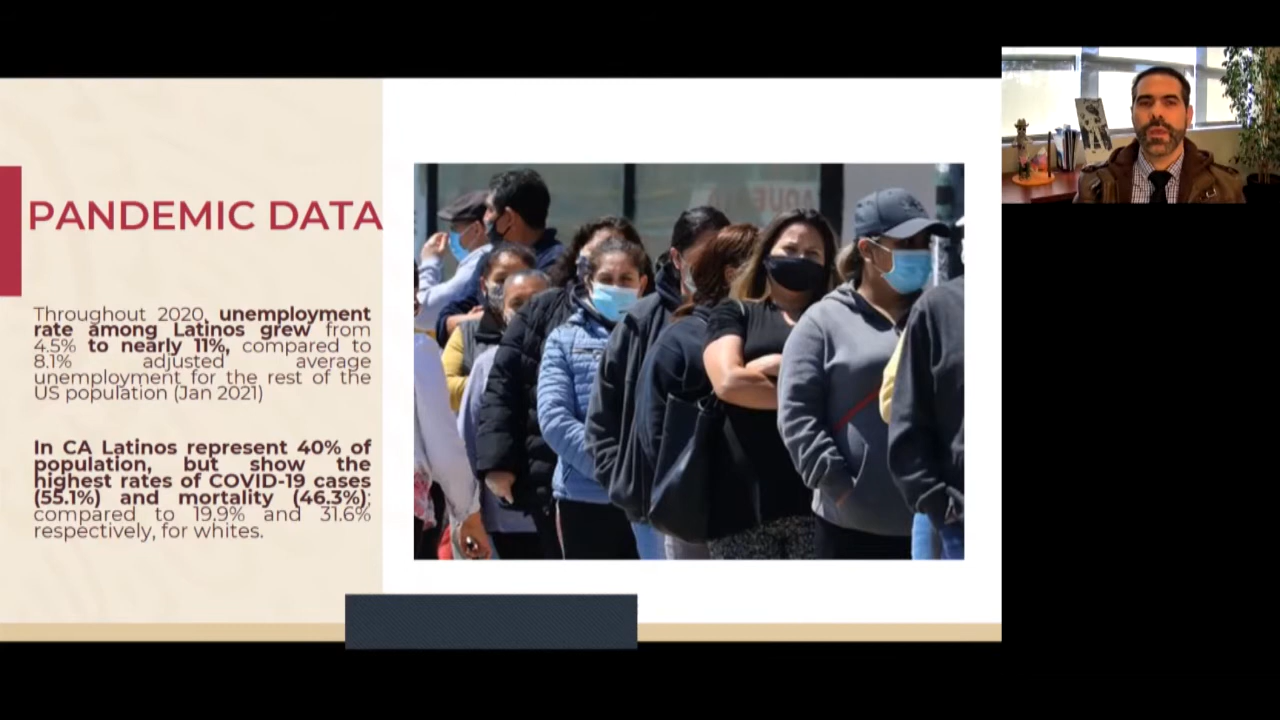 PANDEMIC DATA
Throughout 2020, unemployment
rate among Latinos grew from
4.5% to nearly 11%, compared to
8.1% adjusted average
unemployment for the rest of the
US population (Jan 2021)
In CA Latinos represent 40% of
population, but show the
highest rates of COVID-19 cases
(55.1%) and mortality (46.3%);
compared to 19.9% and 31.6%
respectively, for whites.